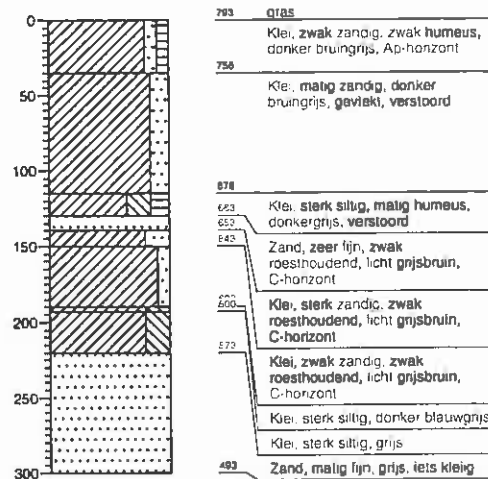 0
50
100
150
200
250
300
793 gras
Klei, zwak zandig, zwak humeus,
donker bruingrijs, Ap-horizont
758
Klei, matig zandig, donker
bruingrijs, gevlekt, verstoord
678
663 Klei, sterk siltig, matig humeus,
donkergrijs, verstoord
653
643
Zand, zeer fijn, zwak
roesthoudend, licht grijsbruin,
C-horizont
600
Klei, sterk zandig, zwak
roesthoudend, licht grijsbruin,
C-horizont
573
Klei, zwak zandig, zwak
roesthoudend, licht grijsbruin,
C-horizont
Klei, sterk siltig, donker blauwgrijs
Klei, sterk siltig, grijs
493 Zand, matig fijn, grijs, iets kleiig